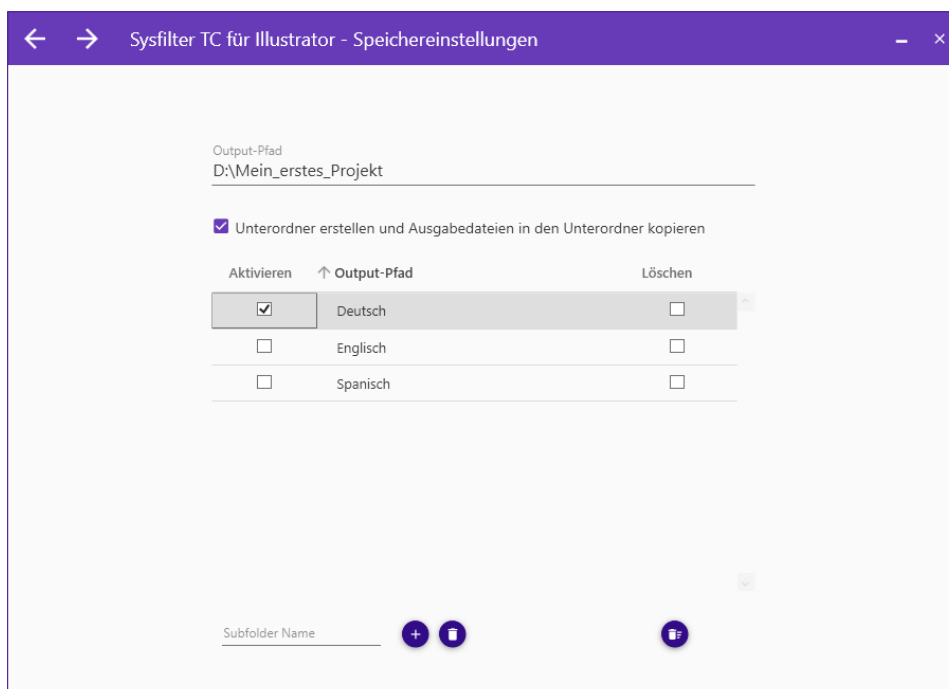 Sysfilter TC für Illustrator - Speichereinstellungen
Output-Pfad
D:\Mein_erstes_Projekt
Unterordner erstellen und Ausgabedateien in den Unterordner kopieren
Aktivieren Output-Pfad Löschen
Deutsch
Englisch
Spanisch
Subfolder Name